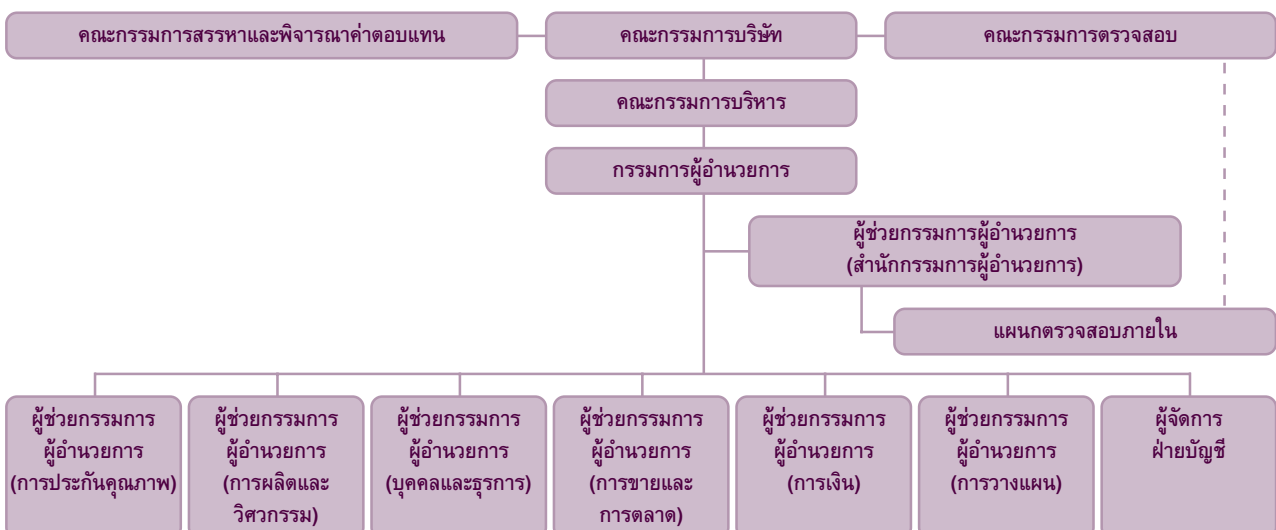 คณะกรรมการสรรหาและพิจารณาค่าตอบแทน
คณะกรรมการบริษัท
คณะกรรมการตรวจสอบ
คณะกรรมการบริหาร
กรรมการผู้อำนวยการ
ผู้ช่วยกรรมการผู้อำนวยการ
(สำนักกรรมการผู้อำนวยการ)
แผนกตรวจสอบภายใน
ผู้ช่วยกรรมการ
ผู้อำนวยการ
(การประกันคุณภาพ)
ผู้ช่วยกรรมการ
ผู้อำนวยการ
(การผลิตและ
วิศวกรรม)
ผู้ช่วยกรรมการ
ผู้อำนวยการ
(บุคคลและธุรการ)
ผู้ช่วยกรรมการ
ผู้อำนวยการ
(การขายและ
การตลาด)
ผู้ช่วยกรรมการ
ผู้อำนวยการ
(การเงิน)
ผู้ช่วยกรรมการ
ผู้อำนวยการ
(การวางแผน)
ผู้จัดการ
ฝ่ายบัญชี